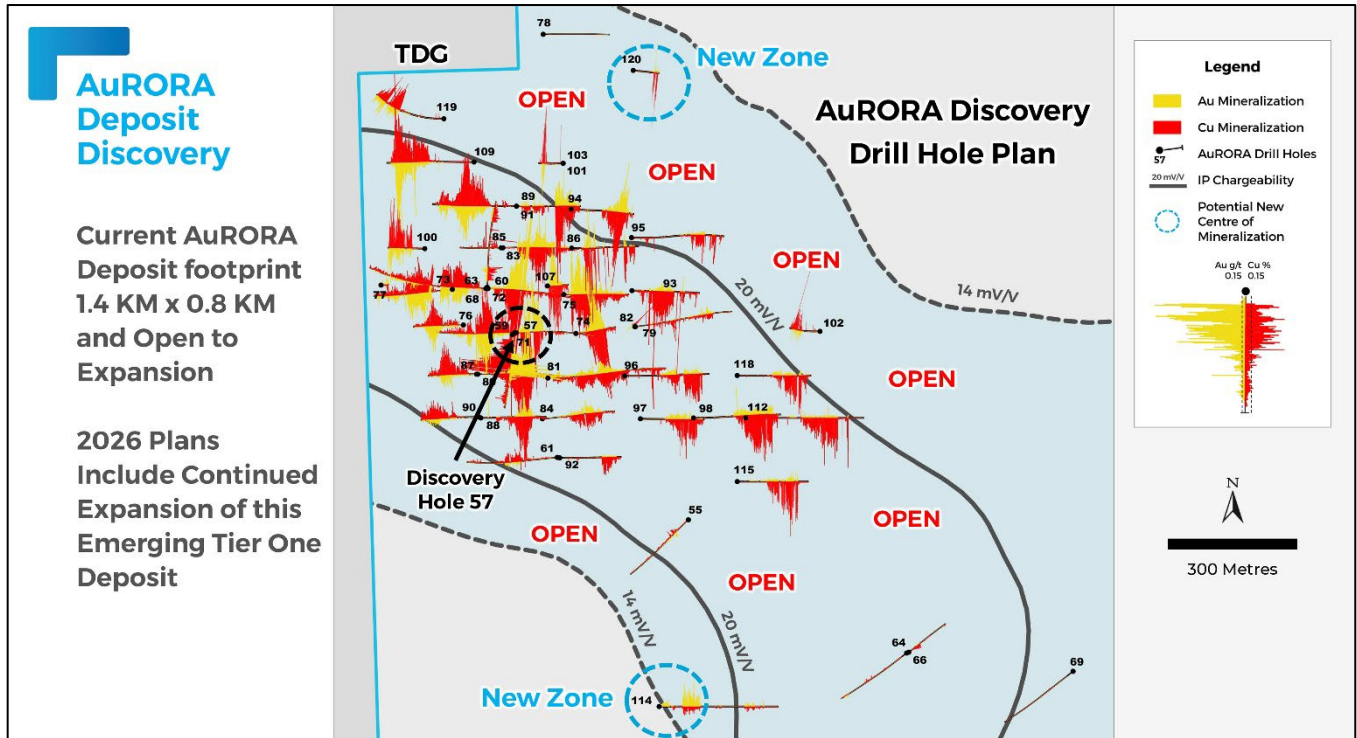 AuRORA
Deposit
Discovery
Current AuRORA
Deposit footprint
1.4 KM x 0.8 KM
and Open to
Expansion
2026 Plans
Include Continued
Expansion of this
Emerging Tier One
Deposit
TDG
78
120
New Zone
OPEN
119
AuRORA Discovery
Drill Hole Plan
109
103
101
OPEN
89
91
94
95
100
85
83
86
77
73
63
68
60
72
107
75
93
20 mV/V
14 mV/V
OPEN
76
59
57
71
74
82
79
102
87
81
96
118
OPEN
90
88
84
97
98
112
61
92
115
Discovery
Hole 57
55
OPEN
OPEN
OPEN
14 mV/V
20 mV/V
64
66
69
New Zone
114
Legend
Au Mineralization
Cu Mineralization
57
AuRORA Drill Holes
20 mV/V
IP Chargeability
Potential New
Centre of
Mineralization
Au g/t Cu %
0.15 0.15
N
300 Metres